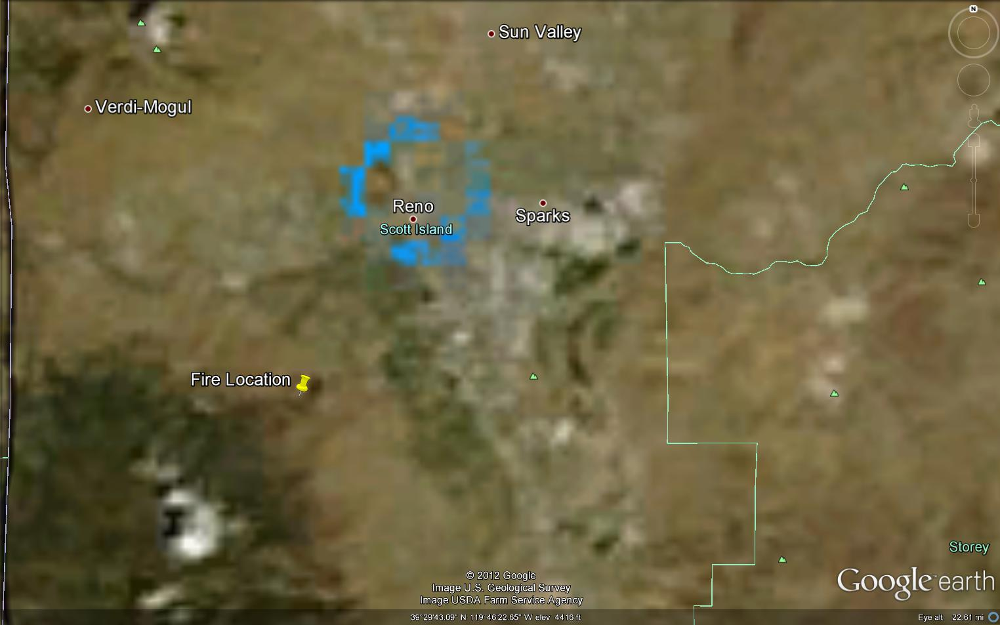 N
Sun Valley
Verdi-Mogul
Reno
Sparks
Scott Island
Fire Location
Storey
© 2012 Google
Image U.S. Geological Survey
Image USDA Farm Service Agency
Google earth
39°29'43.09" N 119°46'22.65" W elev 4416 ft
Eye alt 22.61 mi